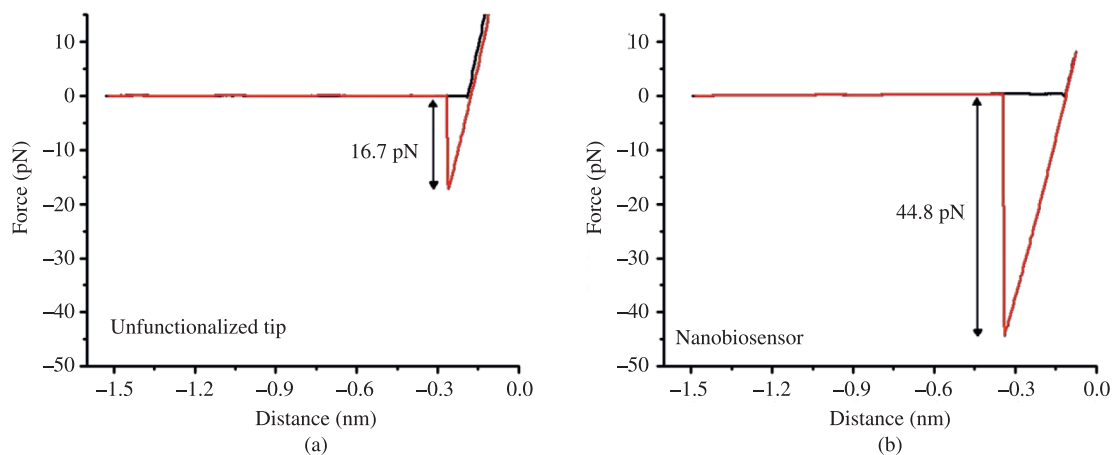 10
0
−10
−20
−30
−40
−50
Force (pN)
16.7 pN
Unfunctionalized tip
−1.5 −1.2 −0.9 −0.6 −0.3 0.0
Distance (nm)
(a)
10
0
−10
−20
−30
−40
−50
Force (pN)
44.8 pN
Nanobiosensor
−1.5 −1.2 −0.9 −0.6 −0.3 0.0
Distance (nm)
(b)